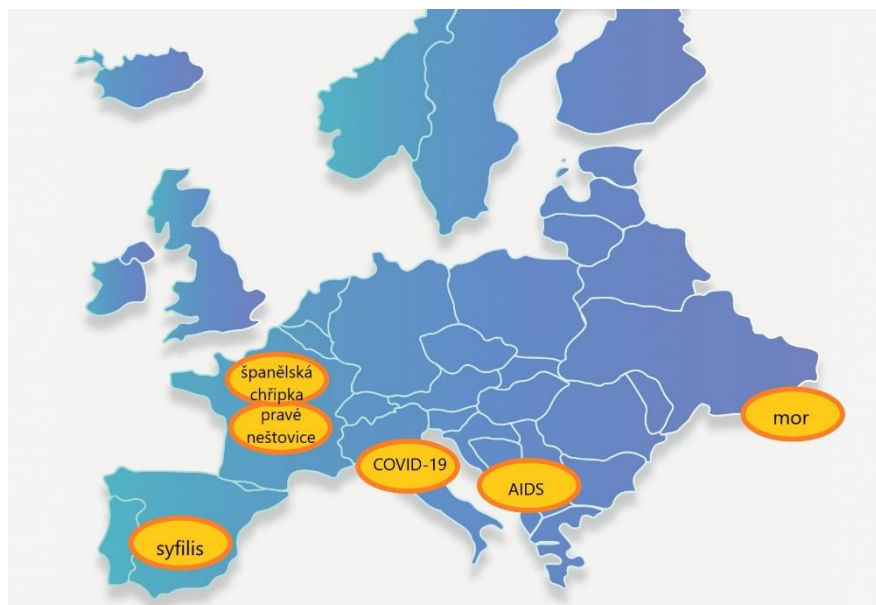 španělská
chřipka
pravé
neštovice
COVID-19
AIDS
mor
syfilis